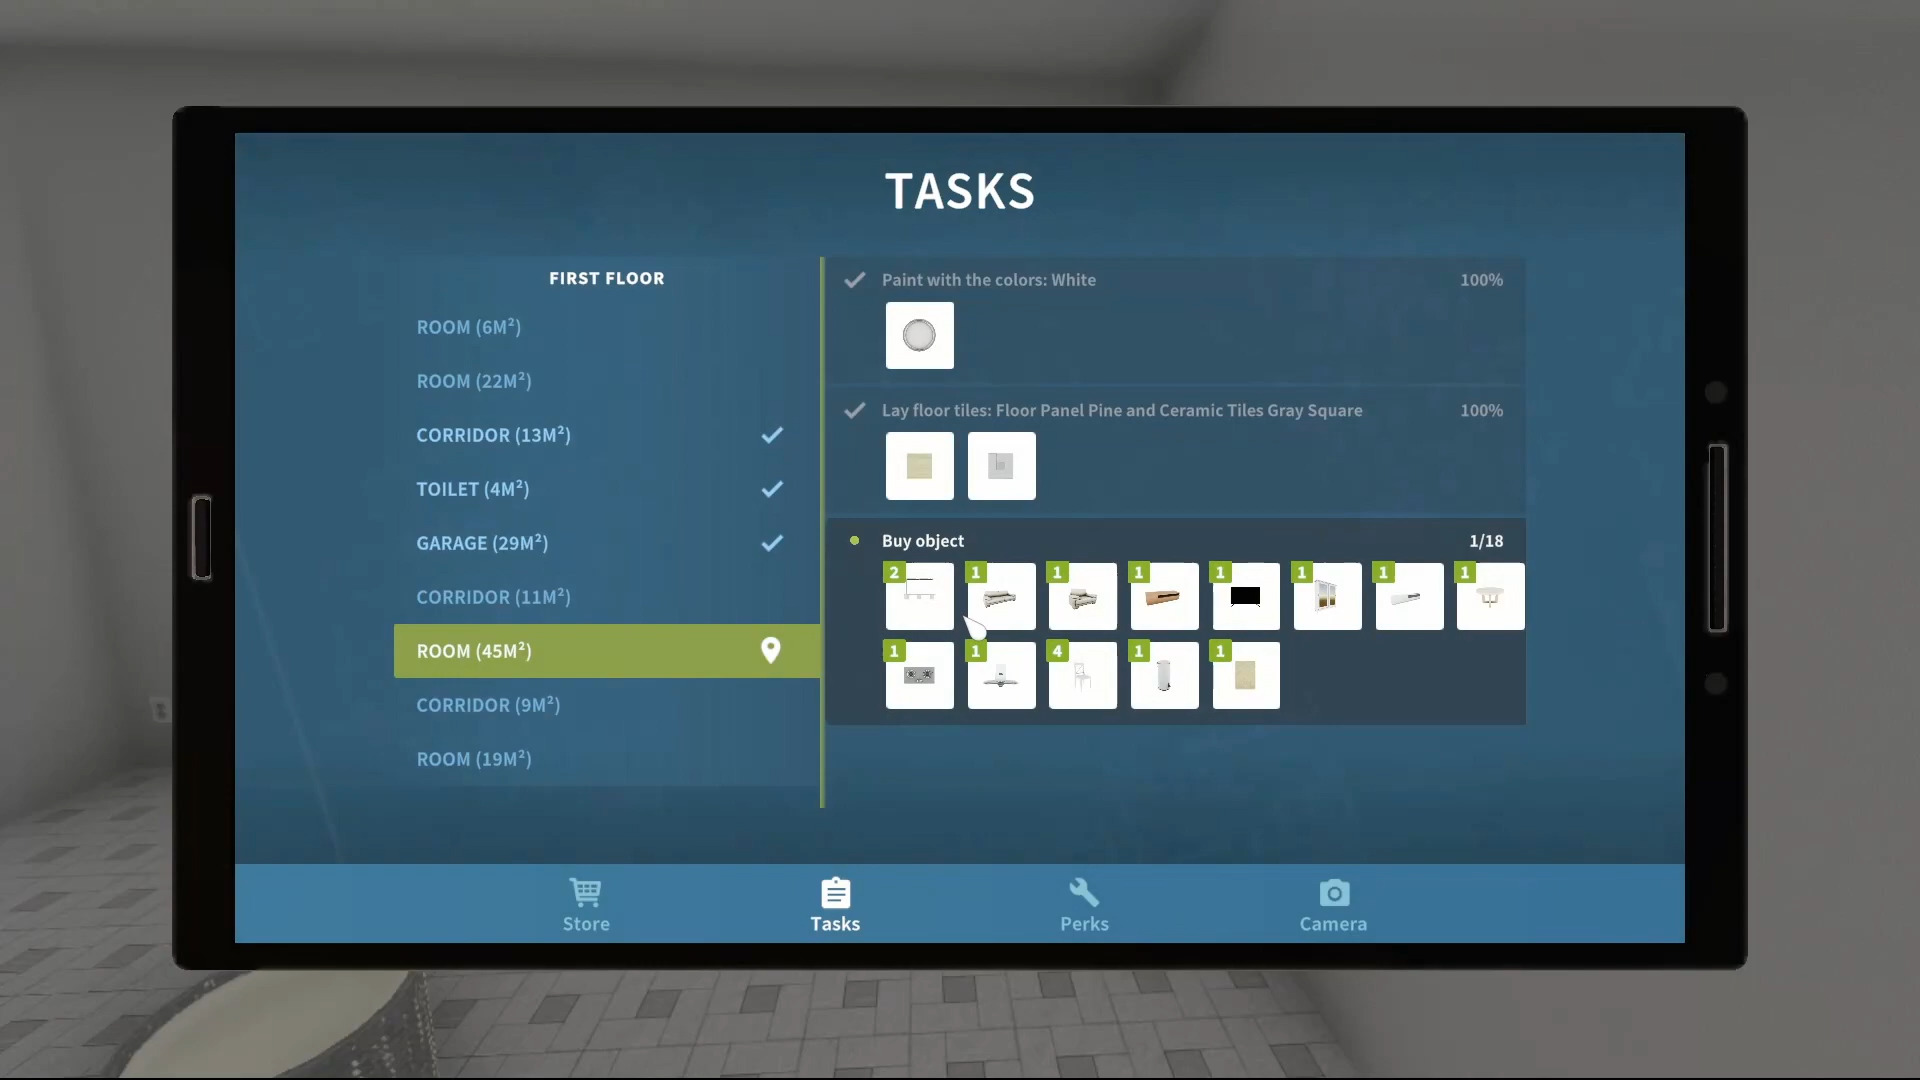 TASKS
FIRST FLOOR
ROOM (6M²)
ROOM (22M²)
CORRIDOR (13M²)
TOILET (4M²)
GARAGE (29M²)
CORRIDOR (11M²)
ROOM (45M²)
CORRIDOR (9M²)
ROOM (19M²)
Paint with the colors: White 100%
Lay floor tiles: Floor Panel Pine and Ceramic Tiles Gray Square 100%
Buy object 1/18
2 1 1 1 1 1 1 1
1 1 4 1 1
Store Tasks Perks Camera